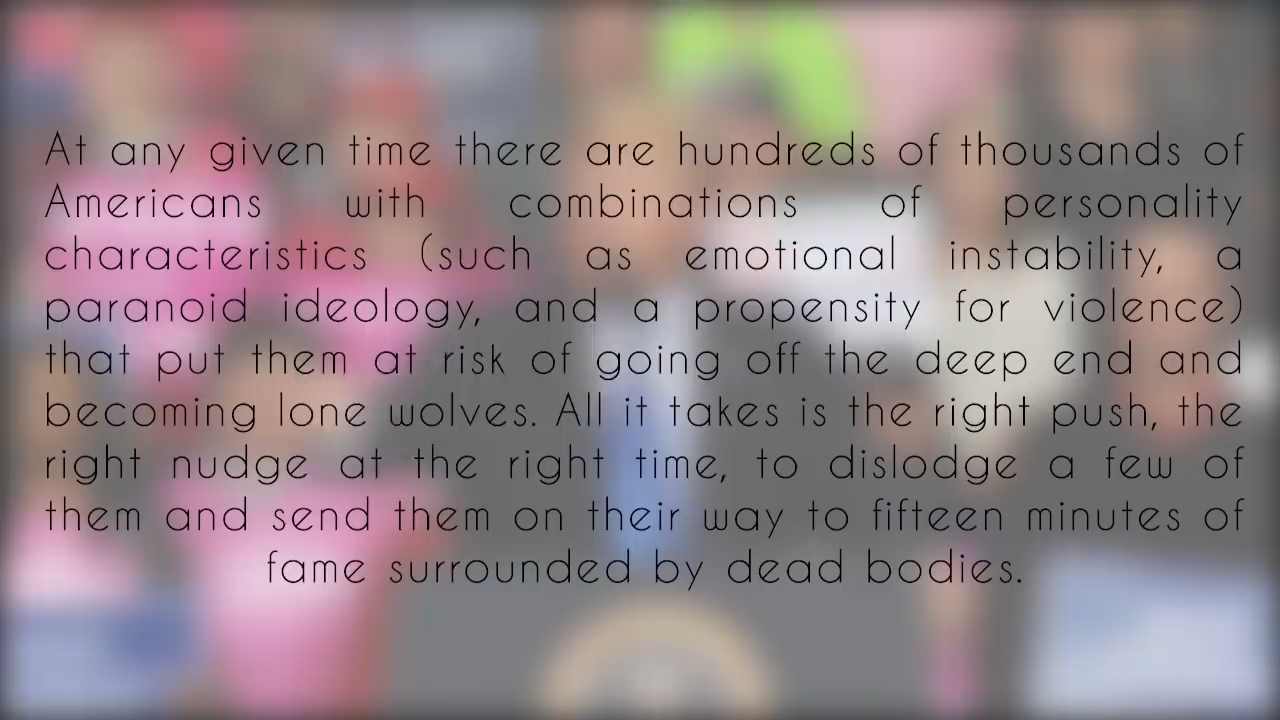 At any given time there are hundreds of thousands of
Americans with combinations of personality
characteristics (such as emotional instability, a
paranoid ideology, and a propensity for violence)
that put them at risk of going off the deep end and
becoming lone wolves. All it takes is the right push, the
right nudge at the right time, to dislodge a few of
them and send them on their way to fifteen minutes of
fame surrounded by dead bodies.